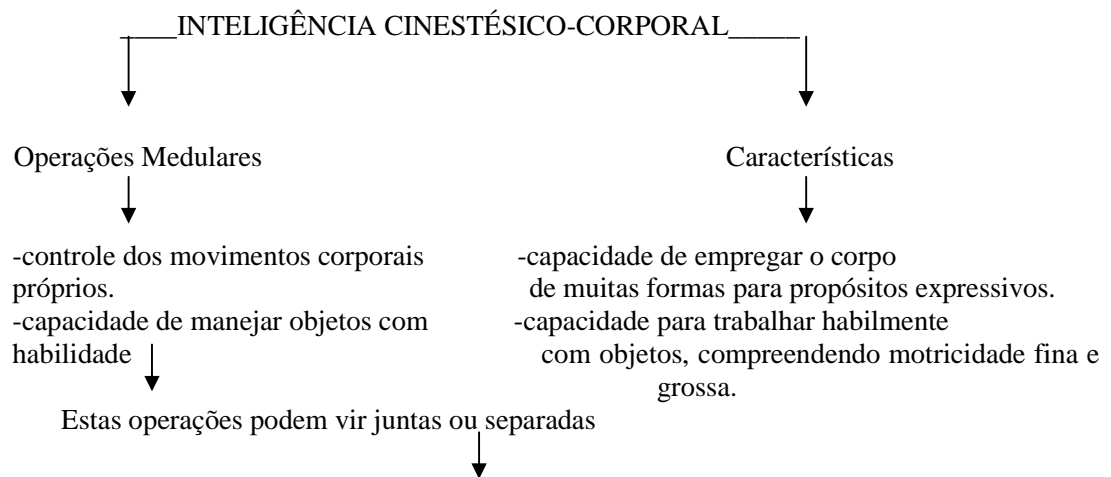 ____INTELIGÊNCIA CINESTÉSICO-CORPORAL_____
Operações Medulares
Características
-controle dos movimentos corporais
próprios.
-capacidade de manejar objetos com
habilidade
-capacidade de empregar o corpo
de muitas formas para propósitos expressivos.
-capacidade para trabalhar habilmente
com objetos, compreendendo motricidade fina e
grossa.
Estas operações podem vir juntas ou separadas